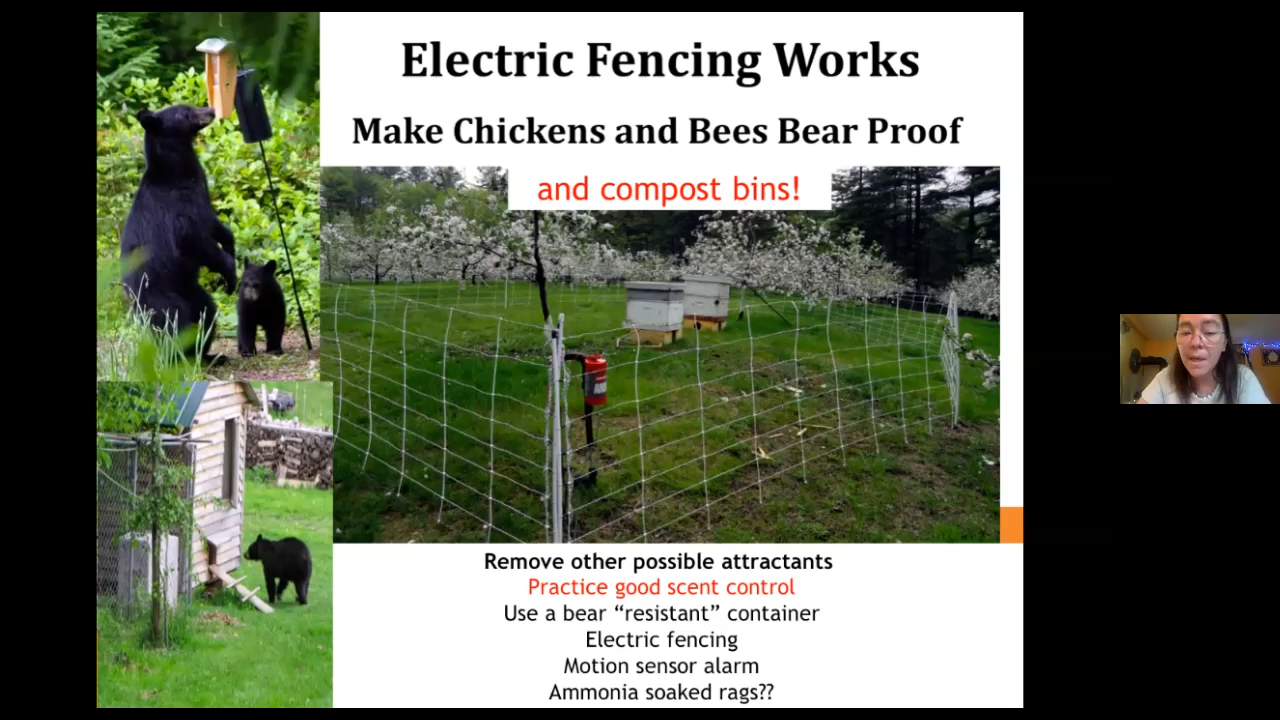 Electric Fencing Works
Make Chickens and Bees Bear Proof
and compost bins!
Remove other possible attractants
Practice good scent control
Use a bear “resistant” container
Electric fencing
Motion sensor alarm
Ammonia soaked rags??